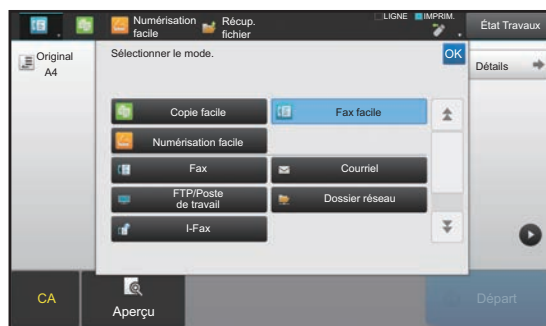 Numérisation
facile
Récup.
fichier
LIGNE
IMPRIM.
État Travaux
Original
A4
Sélectionner le mode.
OK
Détails
Copie facile
Fax facile
Numérisation facile
Fax
Courriel
FTP/Poste
de travail
Dossier réseau
I-Fax
CA
Aperçu
Départ